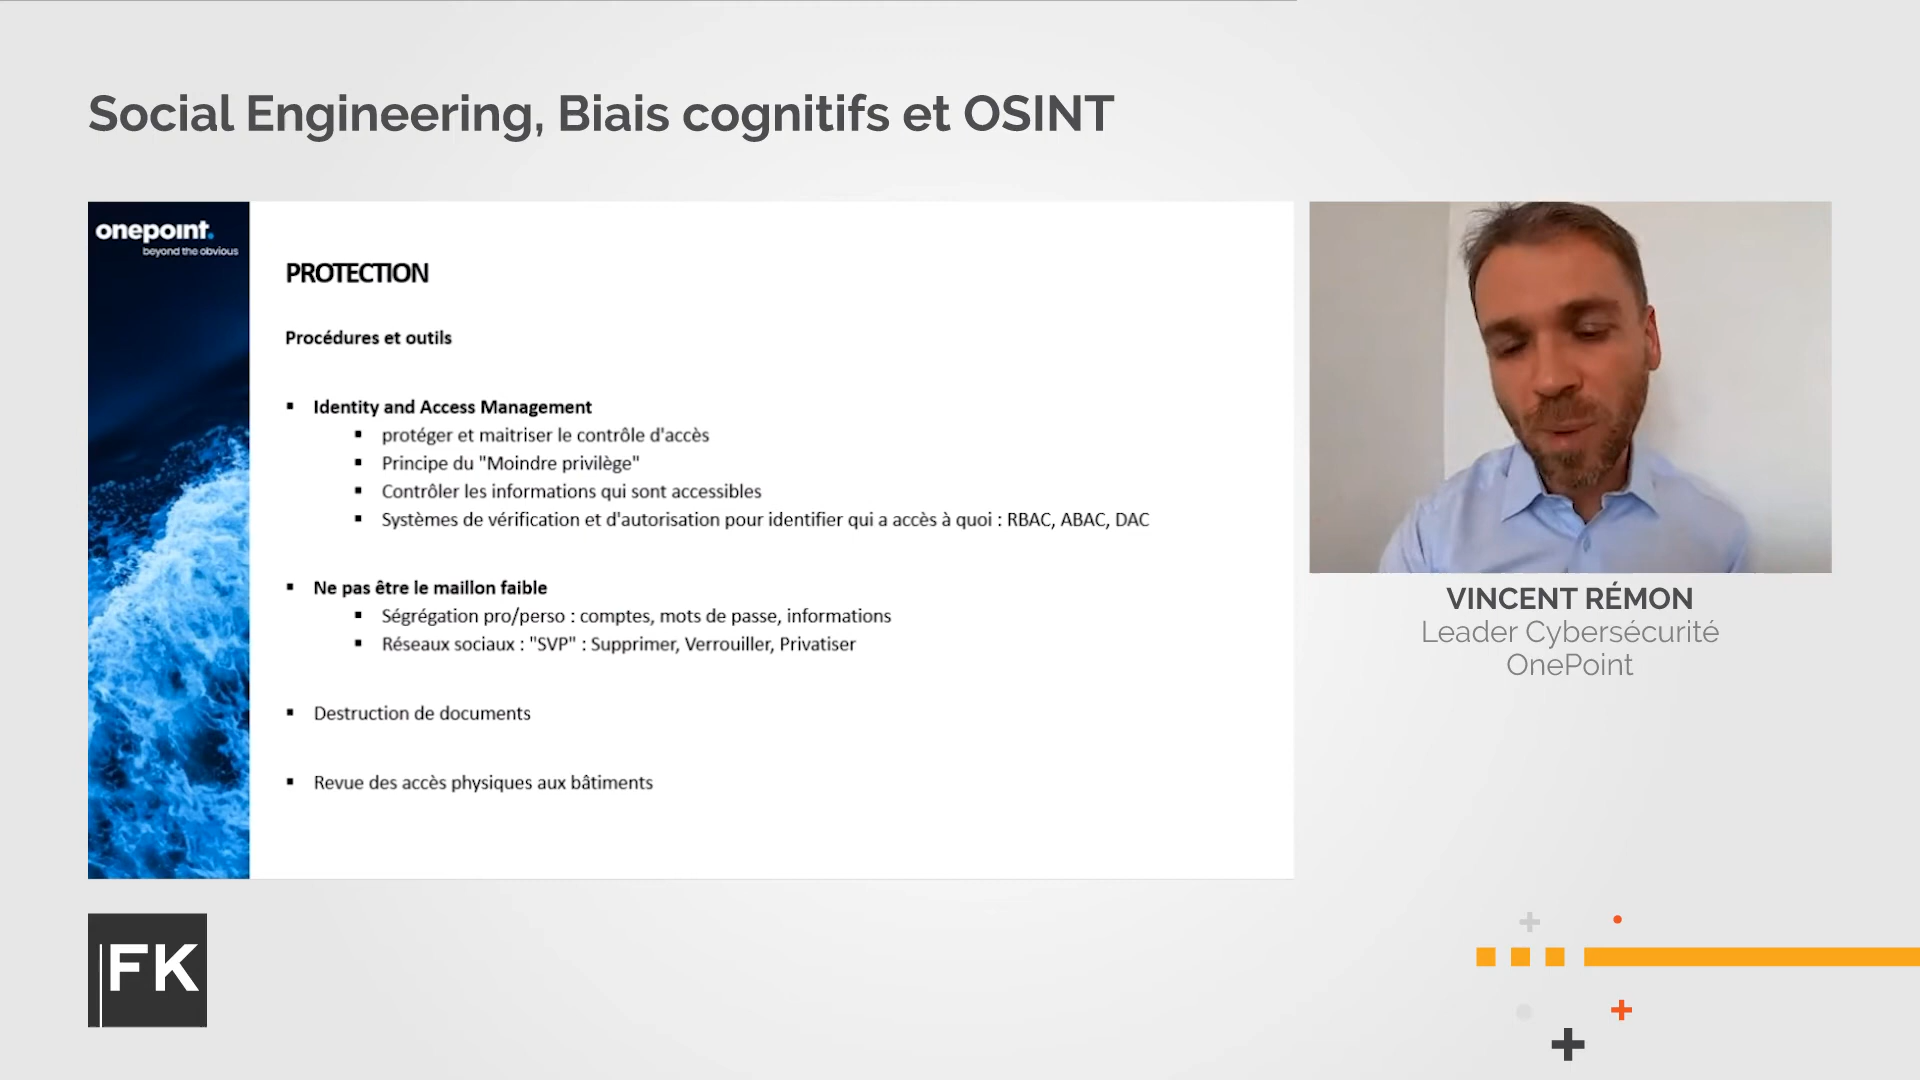 Social Engineering, Biais cognitifs et OSINT
onepoint.
beyond the obvious
PROTECTION
Procédures et outils
▪ Identity and Access Management
▪ protéger et maitriser le contrôle d'accès
▪ Principe du "Moindre privilège"
▪ Contrôler les informations qui sont accessibles
▪ Systèmes de vérification et d'autorisation pour identifier qui a accès à quoi : RBAC, ABAC, DAC
▪ Ne pas être le maillon faible
▪ Ségrégation pro/perso : comptes, mots de passe, informations
▪ Réseaux sociaux : "SVP" : Supprimer, Verrouiller, Privatiser
▪ Destruction de documents
▪ Revue des accès physiques aux bâtiments
VINCENT RÉMON
Leader Cybersécurité
OnePoint
FK